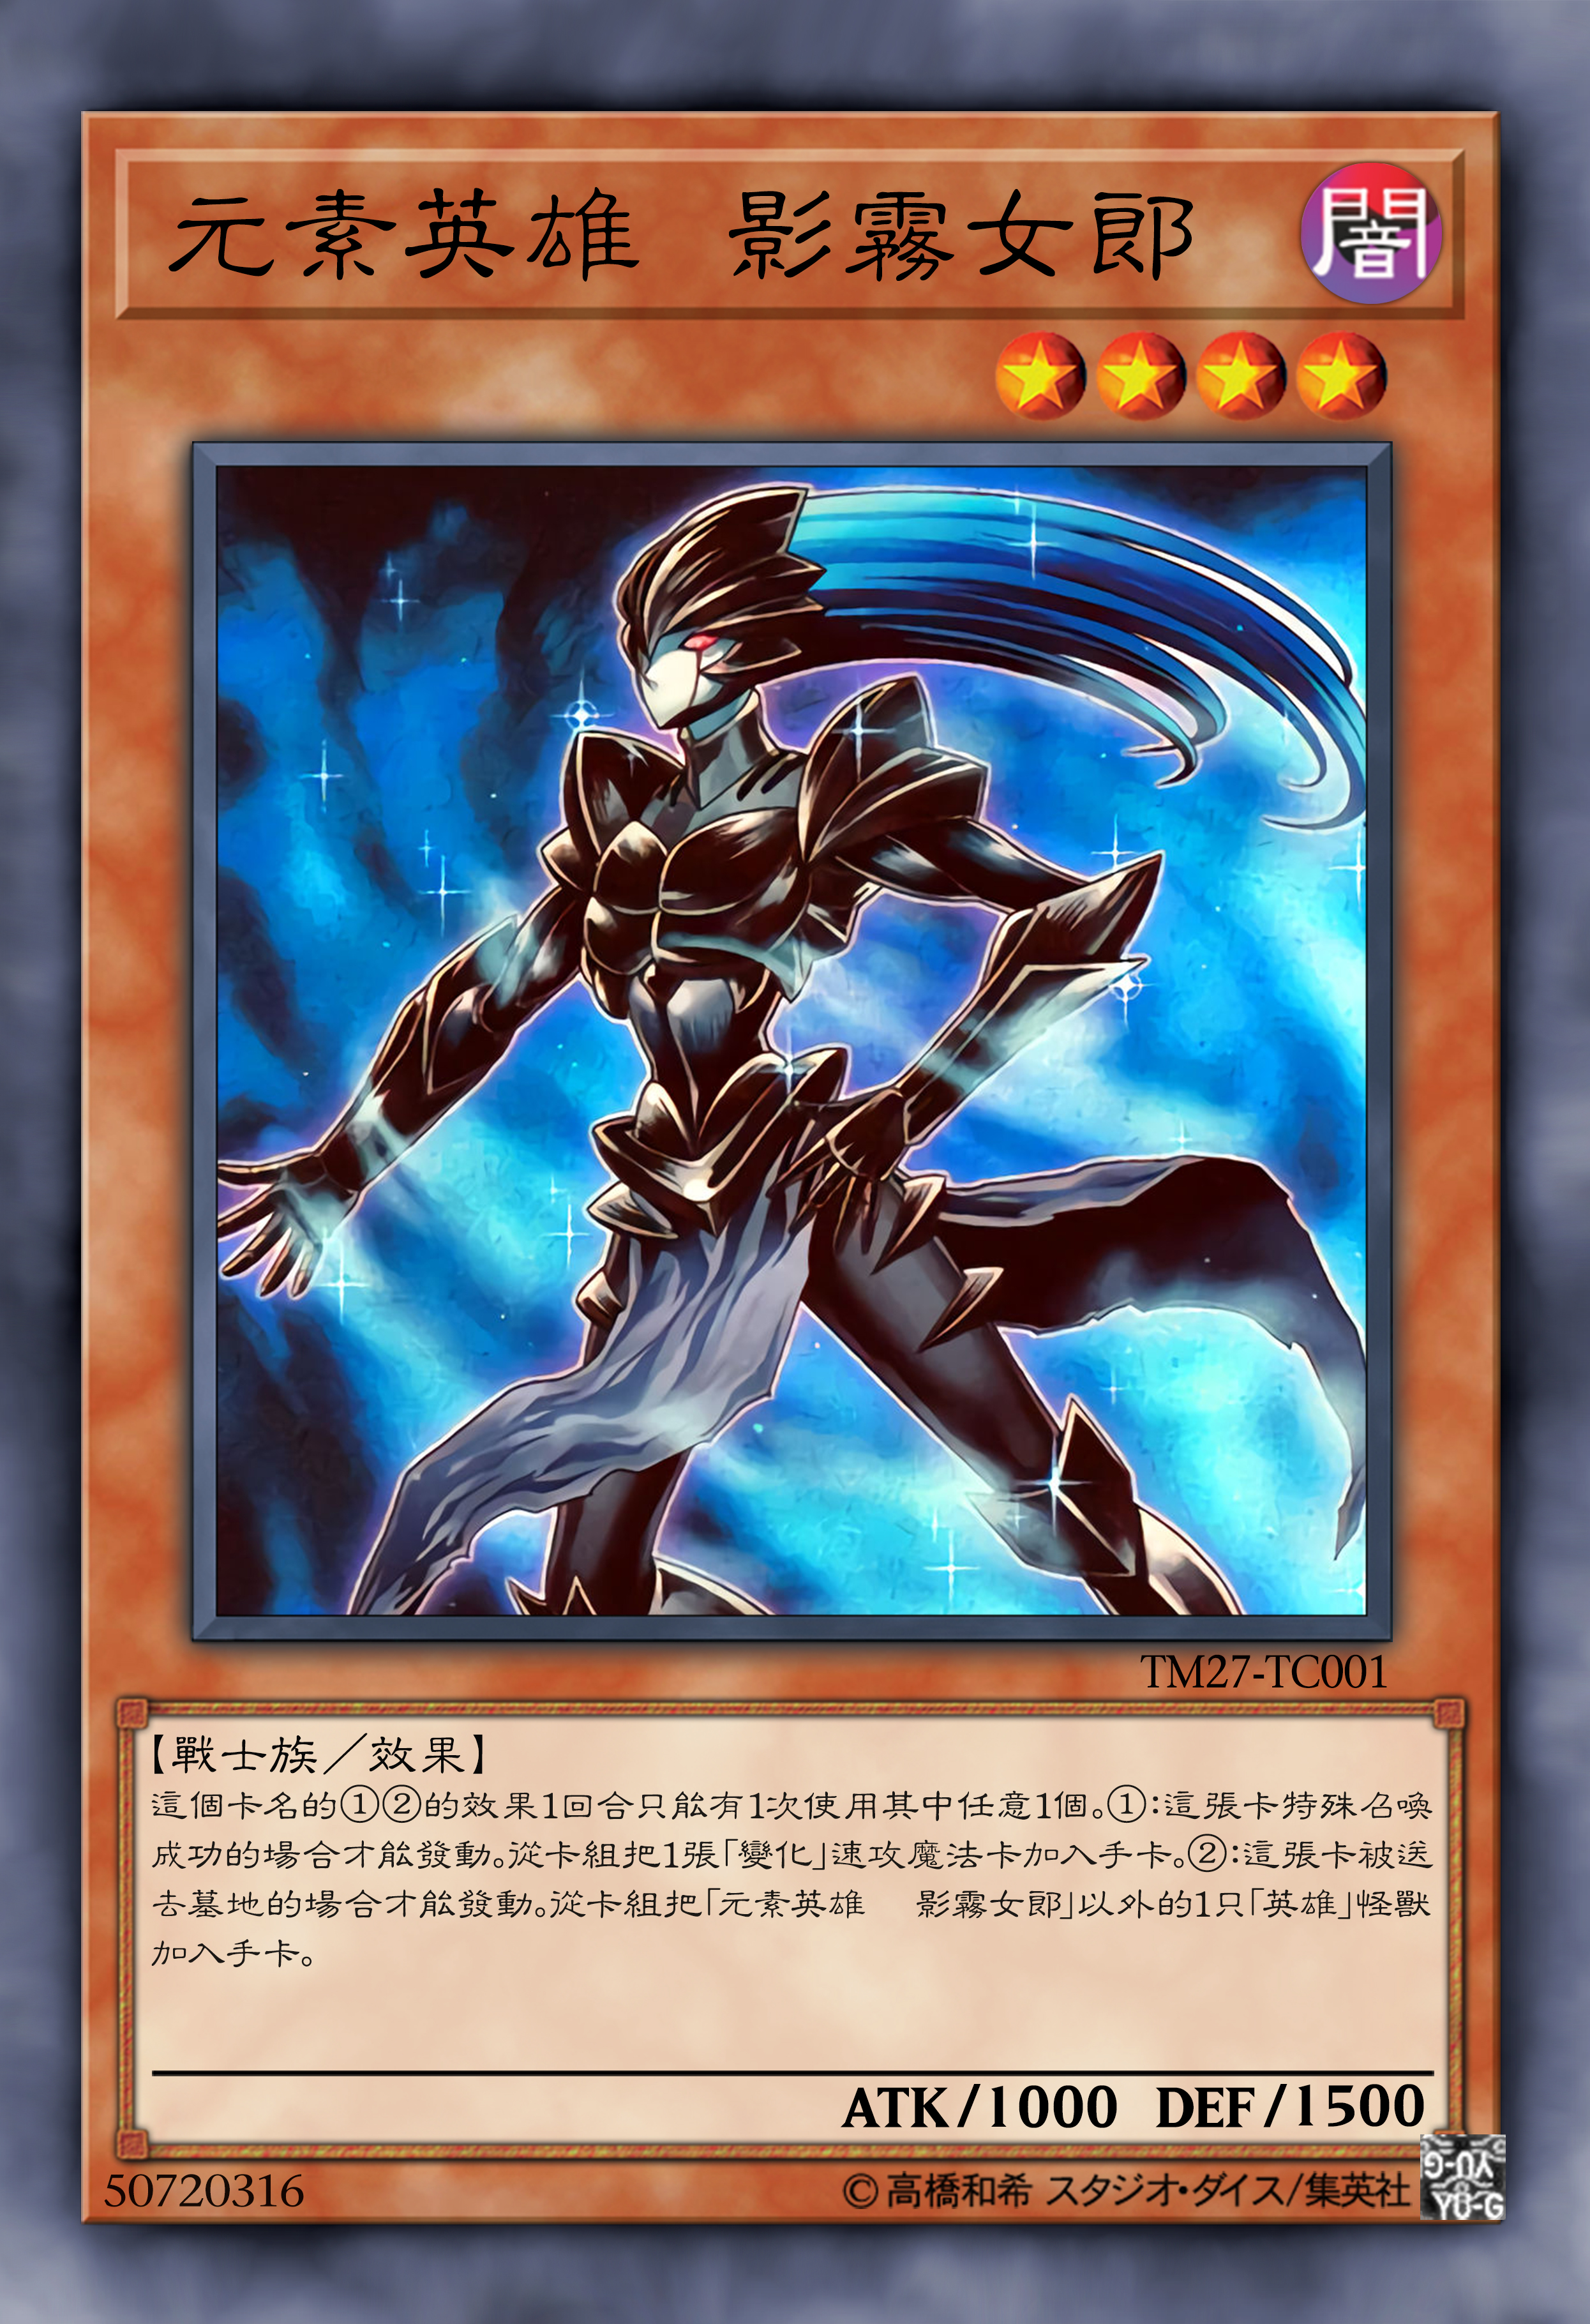 元素英雄　影霧女郎
闇
TM27-TC001
【戰士族／效果】
這個卡名的①②的效果1回合只能有1次使用其中任意1個。①：這張卡特殊召喚
成功的場合才能發動。從卡組把1張「變化」速攻魔法卡加入手卡。②：這張卡被送
去墓地的場合才能發動。從卡組把「元素英雄　影霧女郎」以外的1只「英雄」怪獸
加入手卡。
ATK/1000 DEF/1500
50720316 ©高橋和希 スタジオ・ダイス/集英社
YU-G